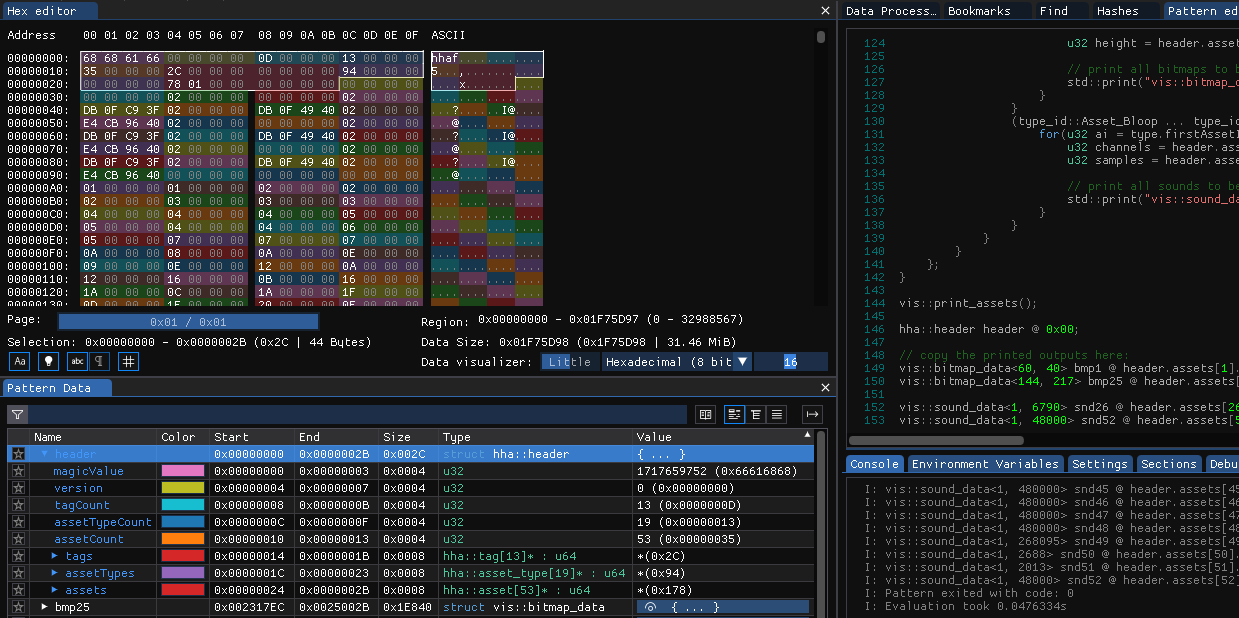 Hex editor
Address 00 01 02 03 04 05 06 07 08 09 0A 0B 0C 0D 0E 0F ASCII
00000000: 68 68 61 66 00 00 00 00 0D 00 00 00 13 00 00 00 hhaf............
00000010: 35 00 00 00 2C 00 00 00 00 00 00 00 94 00 00 00 5...,...........
00000020: 00 00 00 00 78 01 00 00 00 00 00 00 00 00 00 00 ....x...........
00000030: 00 00 00 00 02 00 00 00 00 00 00 00 02 00 00 00
00000040: DB 0F C9 3F 02 00 00 00 DB 0F 49 40 02 00 00 00 ...?......I@....
00000050: E4 CB 96 40 00 00 00 00 00 00 00 00 02 00 00 00 ...@............
00000060: DB 0F C9 3F 02 00 00 00 DB 0F 49 40 02 00 00 00 ...?......I@....
00000070: E4 CB 96 40 02 00 00 00 00 00 00 00 02 00 00 00 ...@............
00000080: DB 0F C9 3F 02 00 00 00 DB 0F 49 40 02 00 00 00 ...?......I@....
00000090: E4 CB 96 40 00 00 00 00 00 00 00 00 00 00 00 00 ...@............
000000A0: 01 00 00 00 01 00 00 00 02 00 00 00 02 00 00 00
000000B0: 02 00 00 00 03 00 00 00 03 00 00 00 03 00 00 00
000000C0: 04 00 00 00 04 00 00 00 04 00 00 00 05 00 00 00
000000D0: 05 00 00 00 04 00 00 00 04 00 00 00 06 00 00 00
000000E0: 05 00 00 00 07 00 00 00 07 00 00 00 07 00 00 00
000000F0: 0A 00 00 00 08 00 00 00 0A 00 00 00 0E 00 00 00
00000100: 09 00 00 00 0E 00 00 00 12 00 00 00 0A 00 00 00
00000110: 12 00 00 00 16 00 00 00 0B 00 00 00 16 00 00 00
00000120: 1A 00 00 00 0C 00 00 00 1A 00 00 00 1F 00 00 00
00000130: 0D 00 00 00 1F 00 00 00 20 00 00 00 0E 00 00 00
Page: 0x01 / 0x01
Region: 0x00000000 - 0x01F75D97 (0 - 32988567)
Selection: 0x00000000 - 0x0000002B (0x2C | 44 Bytes)
Data Size: 0x01F75D98 (0x1F75D98 | 31.46 MiB)
Aa abc ¶
Data visualizer: Little Hexadecimal (8 bit 16
Pattern Data
Name Color Start End Size Type Value
header 0x00000000 0x0000002B 0x002C struct hha::header { ... }
magicValue 0x00000000 0x00000003 0x0004 u32 1717659752 (0x66616868)
version 0x00000004 0x00000007 0x0004 u32 0 (0x00000000)
tagCount 0x00000008 0x0000000B 0x0004 u32 13 (0x0000000D)
assetTypeCount 0x0000000C 0x0000000F 0x0004 u32 19 (0x00000013)
assetCount 0x00000010 0x00000013 0x0004 u32 53 (0x00000035)
tags 0x00000014 0x0000001B 0x0008 hha::tag[13]* : u64 *(0x2C)
assetTypes 0x0000001C 0x00000023 0x0008 hha::asset_type[19]* : u64 *(0x94)
assets 0x00000024 0x0000002B 0x0008 hha::asset[53]* : u64 *(0x178)
bmp25 0x002317EC 0x0025002B 0x1E840 struct vis::bitmap_data { ... }
Data Process… Bookmarks Find Hashes Pattern ed
124 u32 height = header.asset
125
126 // print all bitmaps to b
127 std::print("vis::bitmap_d
128 }
129 }
130 (type_id::Asset_Bloop ... type_id
131 for(u32 ai = type.firstAssetI
132 u32 channels = header.ass
133 u32 samples = header.asse
134
135 // print all sounds to be
136 std::print("vis::sound_da
137 }
138 }
139 }
140 }
141 };
142 }
143
144 vis::print_assets();
145
146 hha::header header @ 0x00;
147
148 // copy the printed outputs here:
149 vis::bitmap_data<60, 40> bmp1 @ header.assets[1].
150 vis::bitmap_data<144, 217> bmp25 @ header.assets[
151
152 vis::sound_data<1, 6790> snd26 @ header.assets[26
153 vis::sound_data<1, 48000> snd52 @ header.assets[5
Console Environment Variables Settings Sections Debu
I: vis::sound_data<1, 480000> snd45 @ header.assets[45
I: vis::sound_data<1, 480000> snd46 @ header.assets[46
I: vis::sound_data<1, 480000> snd47 @ header.assets[47
I: vis::sound_data<1, 480000> snd48 @ header.assets[48
I: vis::sound_data<1, 268095> snd49 @ header.assets[49
I: vis::sound_data<1, 2688> snd50 @ header.assets[50].
I: vis::sound_data<1, 2013> snd51 @ header.assets[51].
I: vis::sound_data<1, 48000> snd52 @ header.assets[52]
I: Pattern exited with code: 0
I: Evaluation took 0.0476334s